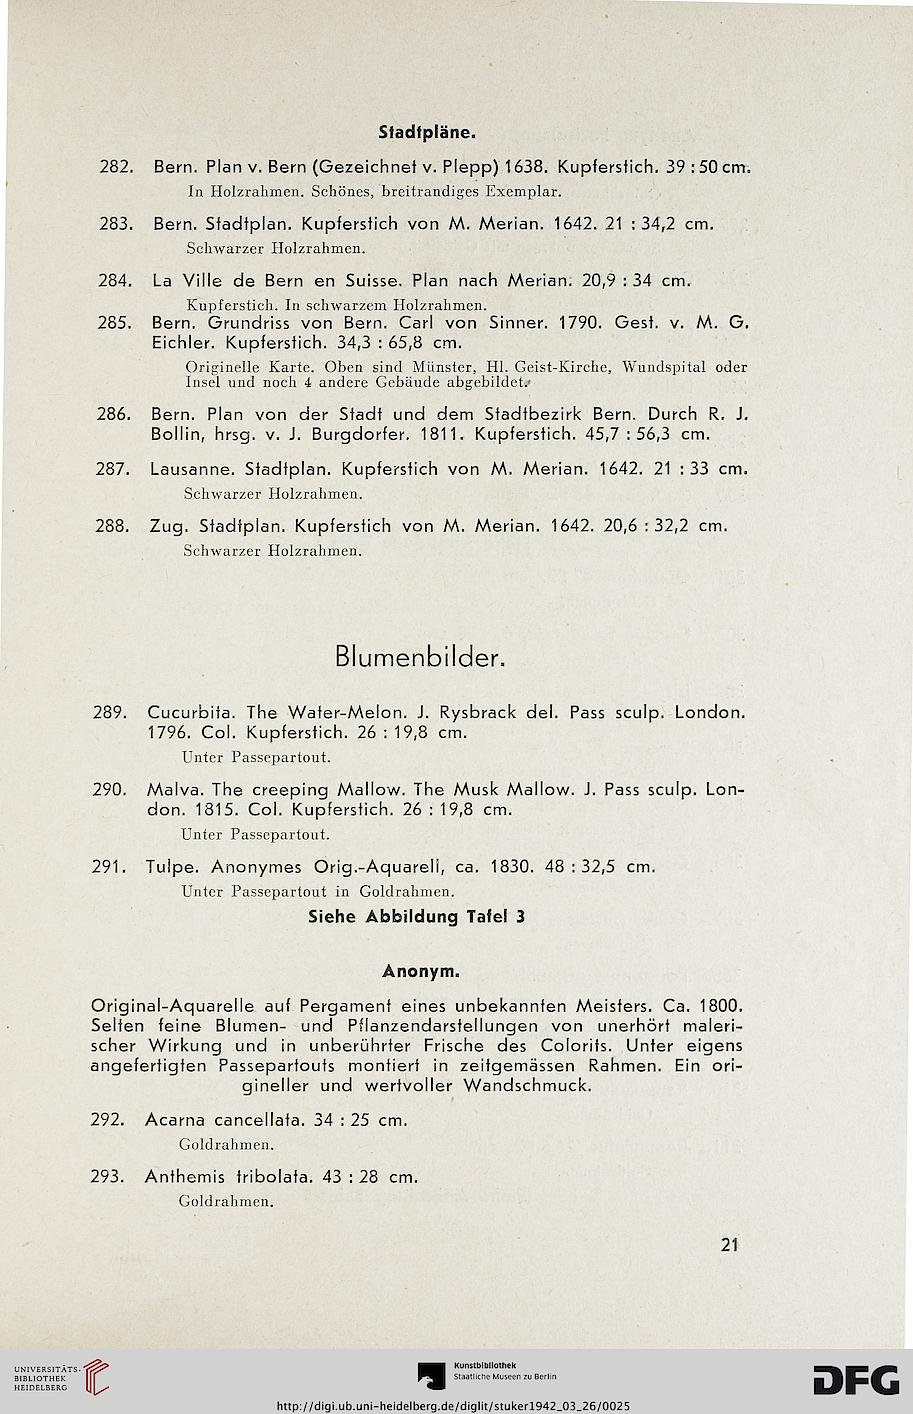 Stadtpläne.
282. Bern. Plan v. Bern (Gezeichnet v. Plepp) 1638. Kupferstich. 39 : 50 cm.
In Holzrahmen. Schönes, breitrandiges Exemplar.
283. Bern. Stadtplan. Kupferstich von M. Merian. 1642. 21 : 34,2 cm.
Schwarzer Holzrahmen.
284. La Ville de Bern en Suisse. Plan nach Merian. 20,9 : 34 cm.
Kupferstich. In schwarzem Holzrahmen.
285. Bern. Grundriss von Bern. Carl von Sinner. 1790. Gest. v. M. G.
Eichler. Kupferstich. 34,3 : 65,8 cm.
Originelle Karte. Oben sind Münster, Hl. Geist-Kirche, Wundspital oder
Insel und noch 4 andere Gebäude abgebildet.
286. Bern. Plan von der Stadt und dem Stadtbezirk Bern. Durch R. J.
Bollin, hrsg. v. J. Burgdorfer. 1811. Kupferstich. 45,7 : 56,3 cm.
287. Lausanne. Stadtplan. Kupferstich von M. Merian. 1642. 21 : 33 cm.
Schwarzer Holzrahmen.
288. Zug. Stadtplan. Kupferstich von M. Merian. 1642. 20,6 : 32,2 cm.
Schwarzer Holzrahmen.
Blumenbilder.
289. Cucurbita. The Water-Melon. J. Rysbrack del. Pass sculp. London.
1796. Col. Kupferstich. 26 : 19,8 cm.
Unter Passepartout.
290. Malva. The creeping Mallow. The Musk Mallow. J. Pass sculp. Lon-
don. 1815. Col. Kupferstich. 26 : 19,8 cm.
Unter Passepartout.
291. Tulpe. Anonymes Orig.-Aquarell, ca. 1830. 48 : 32,5 cm.
Unter Passepartout in Goldrahmen.
Siehe Abbildung Tafel 3
Anonym.
Original-Aquarelle auf Pergament eines unbekannten Meisters. Ca. 1800.
Selten feine Blumen- und Pflanzendarstellungen von unerhört maleri-
scher Wirkung und in unberührter Frische des Colorits. Unter eigens
angefertigten Passepartouts montiert in zeitgemässen Rahmen. Ein ori-
gineller und wertvoller Wandschmuck.
292. Acarna cancellata. 34 : 25 cm.
Goldrahmen.
293. Anthemis tribolata. 43 : 28 cm.
Goldrahmen.
21
UNIVERSITÄTS-
BIBLIOTHEK
HEIDELBERG
Kunstbibliothek
Staatliche Museen zu Berlin
DFG
http://digi.ub.uni-heidelberg.de/diglit/stuker1942_03_26/0025